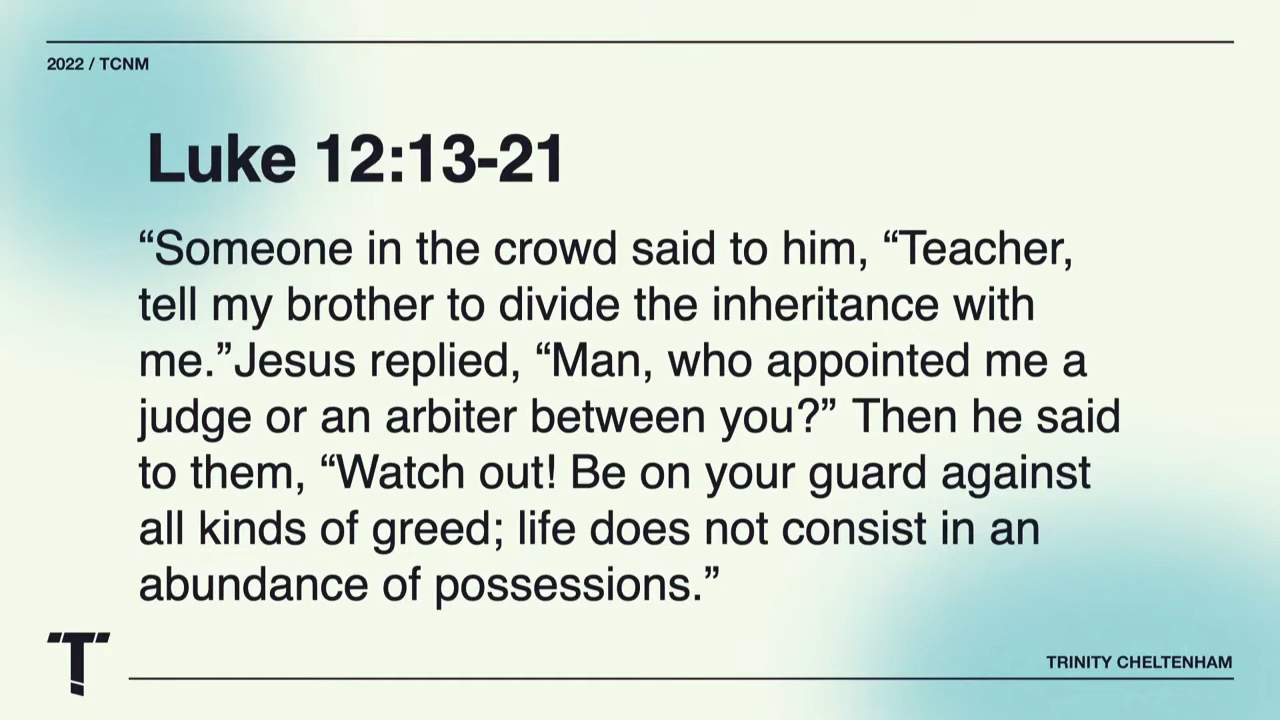 2022 / TCNM
Luke 12:13-21
“Someone in the crowd said to him, “Teacher,
tell my brother to divide the inheritance with
me.”Jesus replied, “Man, who appointed me a
judge or an arbiter between you?” Then he said
to them, “Watch out! Be on your guard against
all kinds of greed; life does not consist in an
abundance of possessions.”
T
TRINITY CHELTENHAM